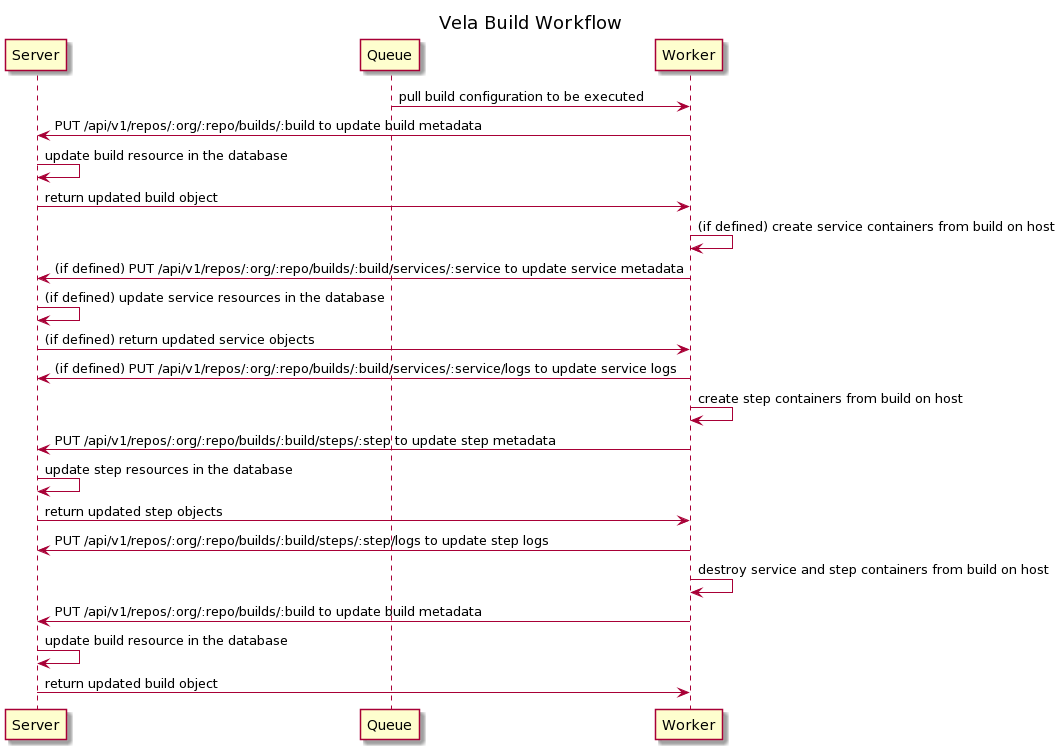 Vela Build Workflow
Server
Queue
Worker
pull build configuration to be executed
PUT /api/v1/repos/:org/:repo/builds/:build to update build metadata
update build resource in the database
return updated build object
(if defined) create service containers from build on host
(if defined) PUT /api/v1/repos/:org/:repo/builds/:build/services/:service to update service metadata
(if defined) update service resources in the database
(if defined) return updated service objects
(if defined) PUT /api/v1/repos/:org/:repo/builds/:build/services/:service/logs to update service logs
create step containers from build on host
PUT /api/v1/repos/:org/:repo/builds/:build/steps/:step to update step metadata
update step resources in the database
return updated step objects
PUT /api/v1/repos/:org/:repo/builds/:build/steps/:step/logs to update step logs
destroy service and step containers from build on host
PUT /api/v1/repos/:org/:repo/builds/:build to update build metadata
update build resource in the database
return updated build object
Server
Queue
Worker